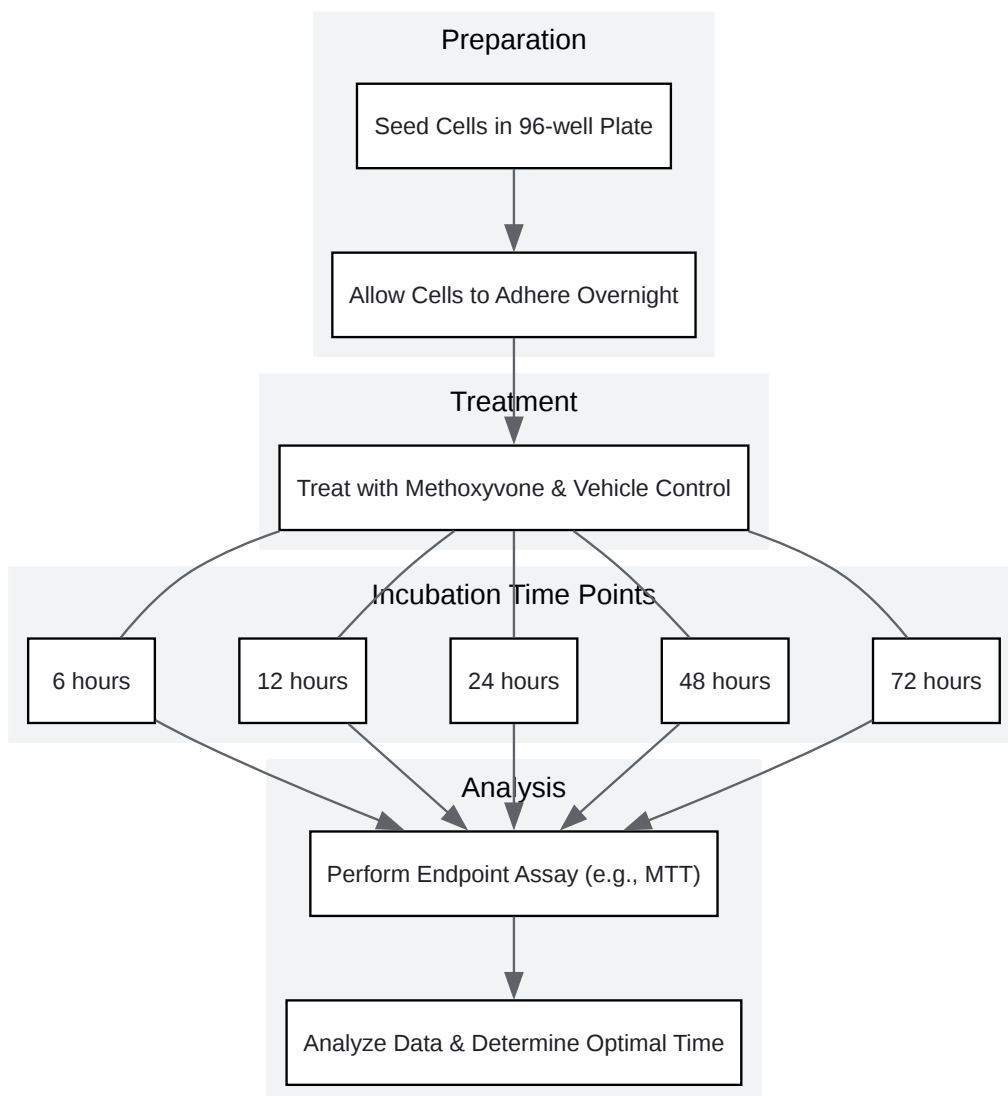 Preparation
Seed Cells in 96-well Plate
Allow Cells to Adhere Overnight
Treatment
Treat with Methoxyvone & Vehicle Control
Incubation Time Points
6 hours
12 hours
24 hours
48 hours
72 hours
Analysis
Perform Endpoint Assay (e.g., MTT)
Analyze Data & Determine Optimal Time